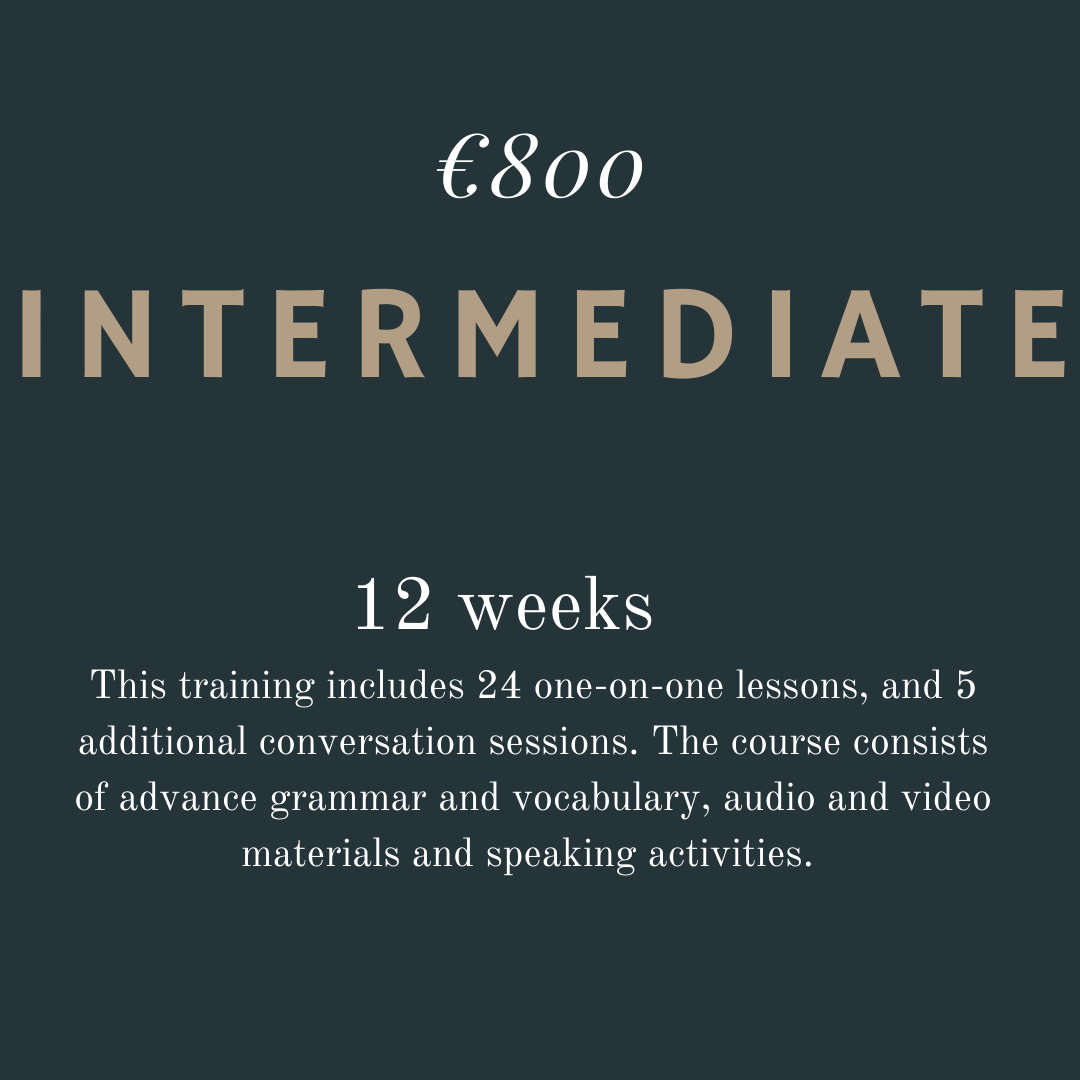 €800
INTERMEDIATE
12 weeks
This training includes 24 one-on-one lessons, and 5
additional conversation sessions. The course consists
of advance grammar and vocabulary, audio and video
materials and speaking activities.